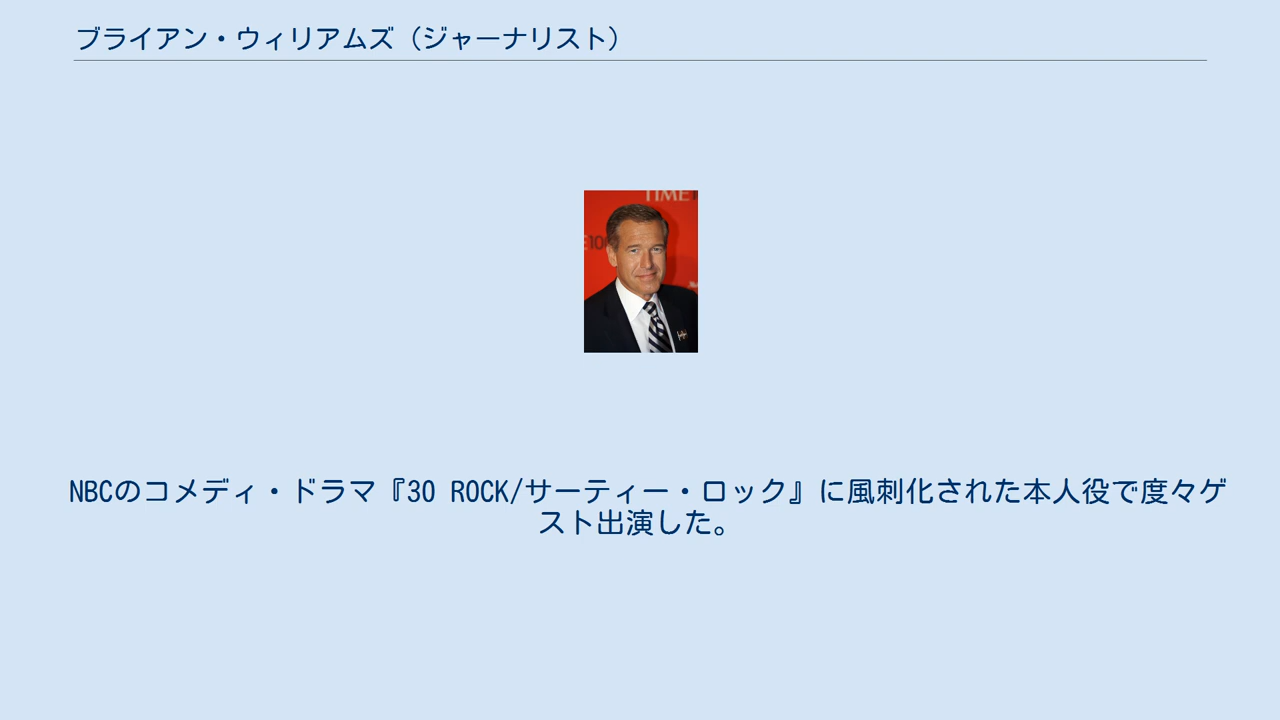 ブライアン・ウィリアムズ（ジャーナリスト）
TIME
100
NBCのコメディ・ドラマ『30 ROCK/サーティー・ロック』に風刺化された本人役で度々ゲ
スト出演した。